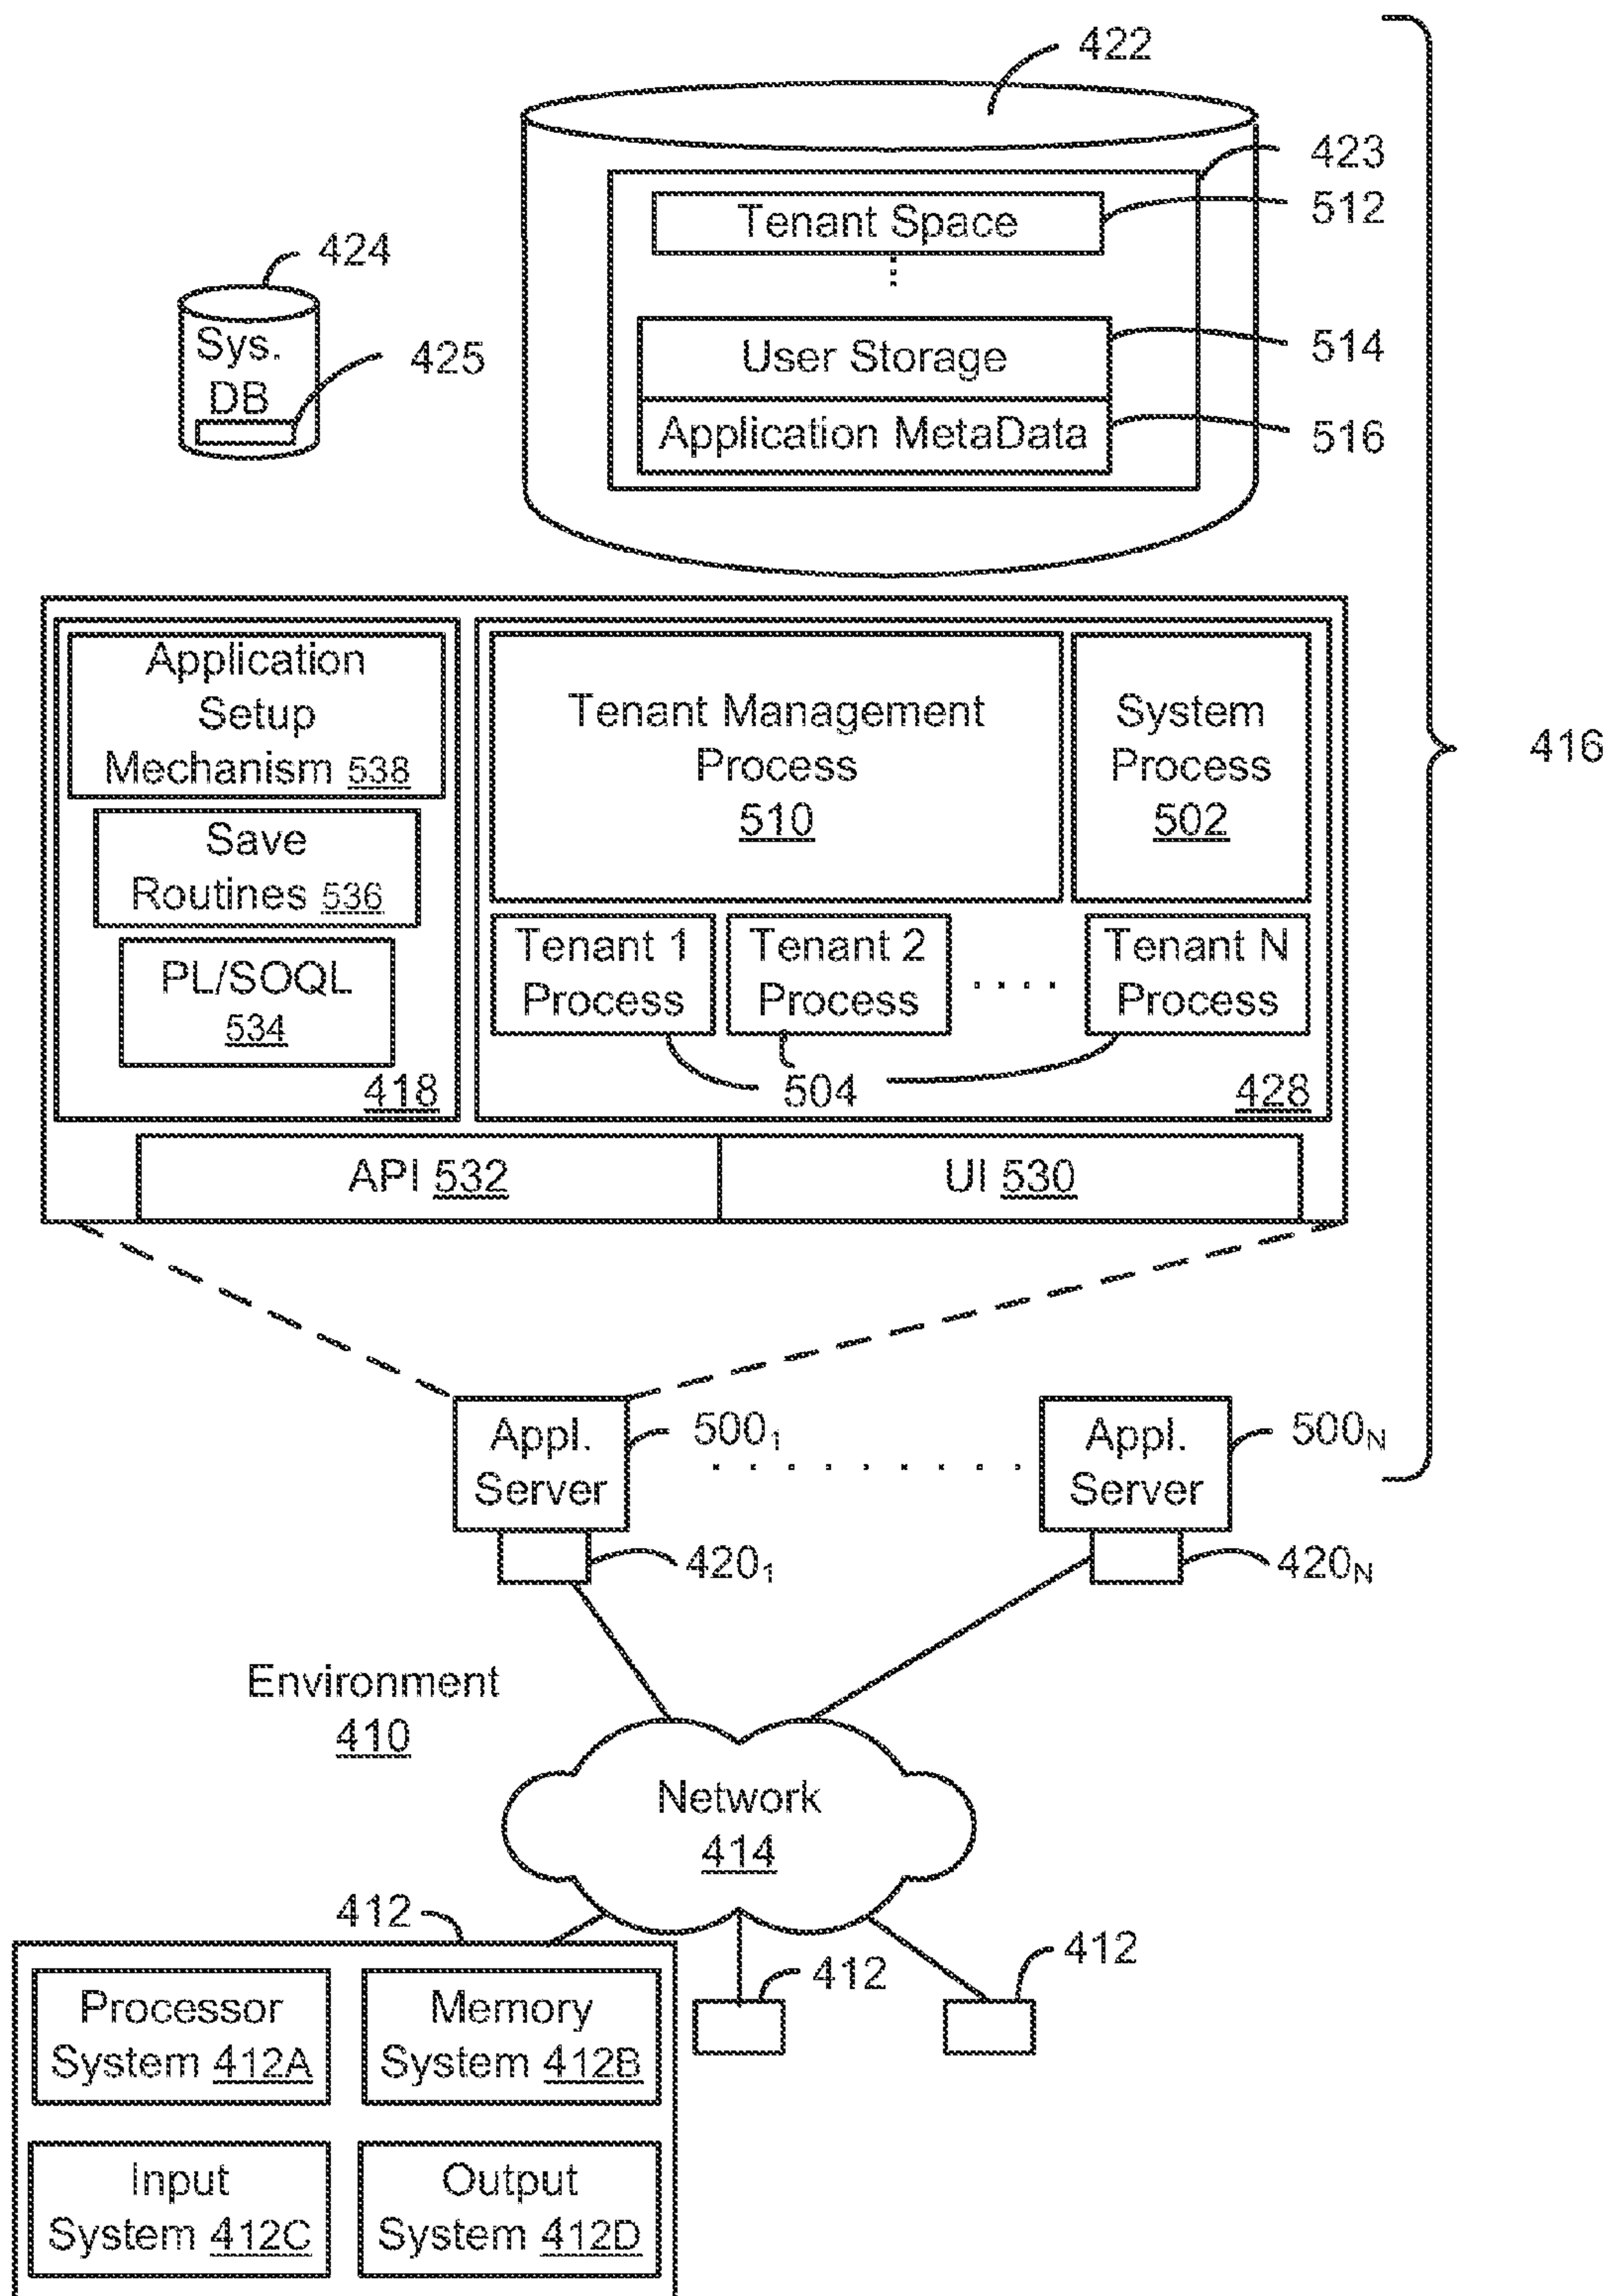 422
423
Tenant Space
512
424
Sys.
DB
425
User Storage
514
Application MetaData
516
Application
Setup
Mechanism 538
Tenant Management
Process
510
System
Process
502
416
Save
Routines 536
PL/SOQL
534
Tenant 1
Process
Tenant 2
Process
Tenant N
Process
418
504
428
API 532
UI 530
Appl.
Server
500₁
Appl.
Server
500N
420₁
420N
Environment
410
Network
414
412
412
412
Processor
System 412A
Memory
System 412B
Input
System 412C
Output
System 412D